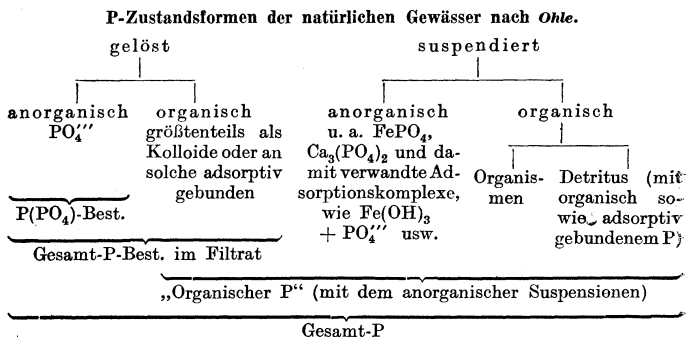 P-Zustandsformen der natürlichen Gewässer nach Ohle.
gelöst
suspendiert
anorganisch
PO₄′′′
organisch
größtenteils als
Kolloide oder an
solche adsorptiv
gebunden
anorganisch
u. a. FePO₄,
Ca₃(PO₄)₂ und da-
mit verwandte Ad-
sorptionskomplexe,
wie Fe(OH)₃
+ PO₄′′′ usw.
organisch
Organis-
men
Detritus (mit
organisch so-
wie adsorptiv
gebundenem P)
P(PO₄)-Best.
Gesamt-P-Best. im Filtrat
„Organischer P“ (mit dem anorganischer Suspensionen)
Gesamt-P